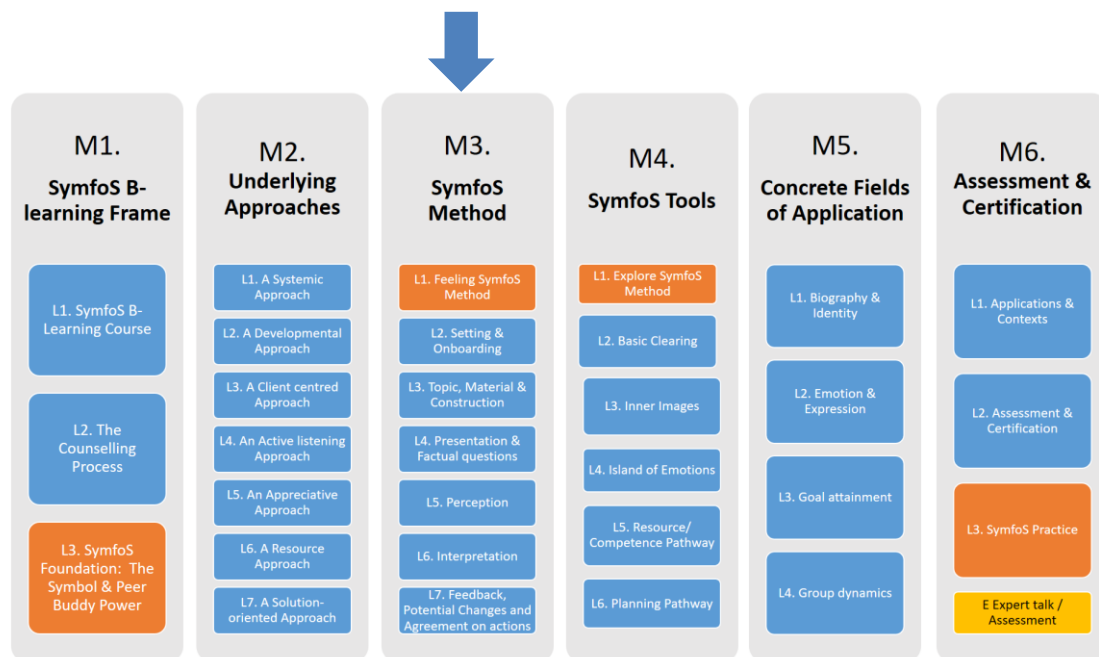 M1.
SymfoS B-
learning Frame
L1. SymfoS B-
Learning Course
L2. The
Counselling
Process
L3. SymfoS
Foundation: The
Symbol & Peer
Buddy Power
M2.
Underlying
Approaches
L1. A Systemic
Approach
L2. A Developmental
Approach
L3. A Client centred
Approach
L4. An Active listening
Approach
L5. An Appreciative
Approach
L6. A Resource
Approach
L7. A Solution-
oriented Approach
M3.
SymfoS
Method
L1. Feeling SymfoS
Method
L2. Setting &
Onboarding
L3. Topic, Material &
Construction
L4. Presentation &
Factual questions
L5. Perception
L6. Interpretation
L7. Feedback,
Potential Changes and
Agreement on actions
M4.
SymfoS Tools
L1. Explore SymfoS
Method
L2. Basic Clearing
L3. Inner Images
L4. Island of Emotions
L5. Resource/
Competence Pathway
L6. Planning Pathway
M5.
Concrete Fields
of Application
L1. Biography &
Identity
L2. Emotion &
Expression
L3. Goal attainment
L4. Group dynamics
M6.
Assessment &
Certification
L1. Applications &
Contexts
L2. Assessment &
Certification
L3. SymfoS Practice
E Expert talk /
Assessment